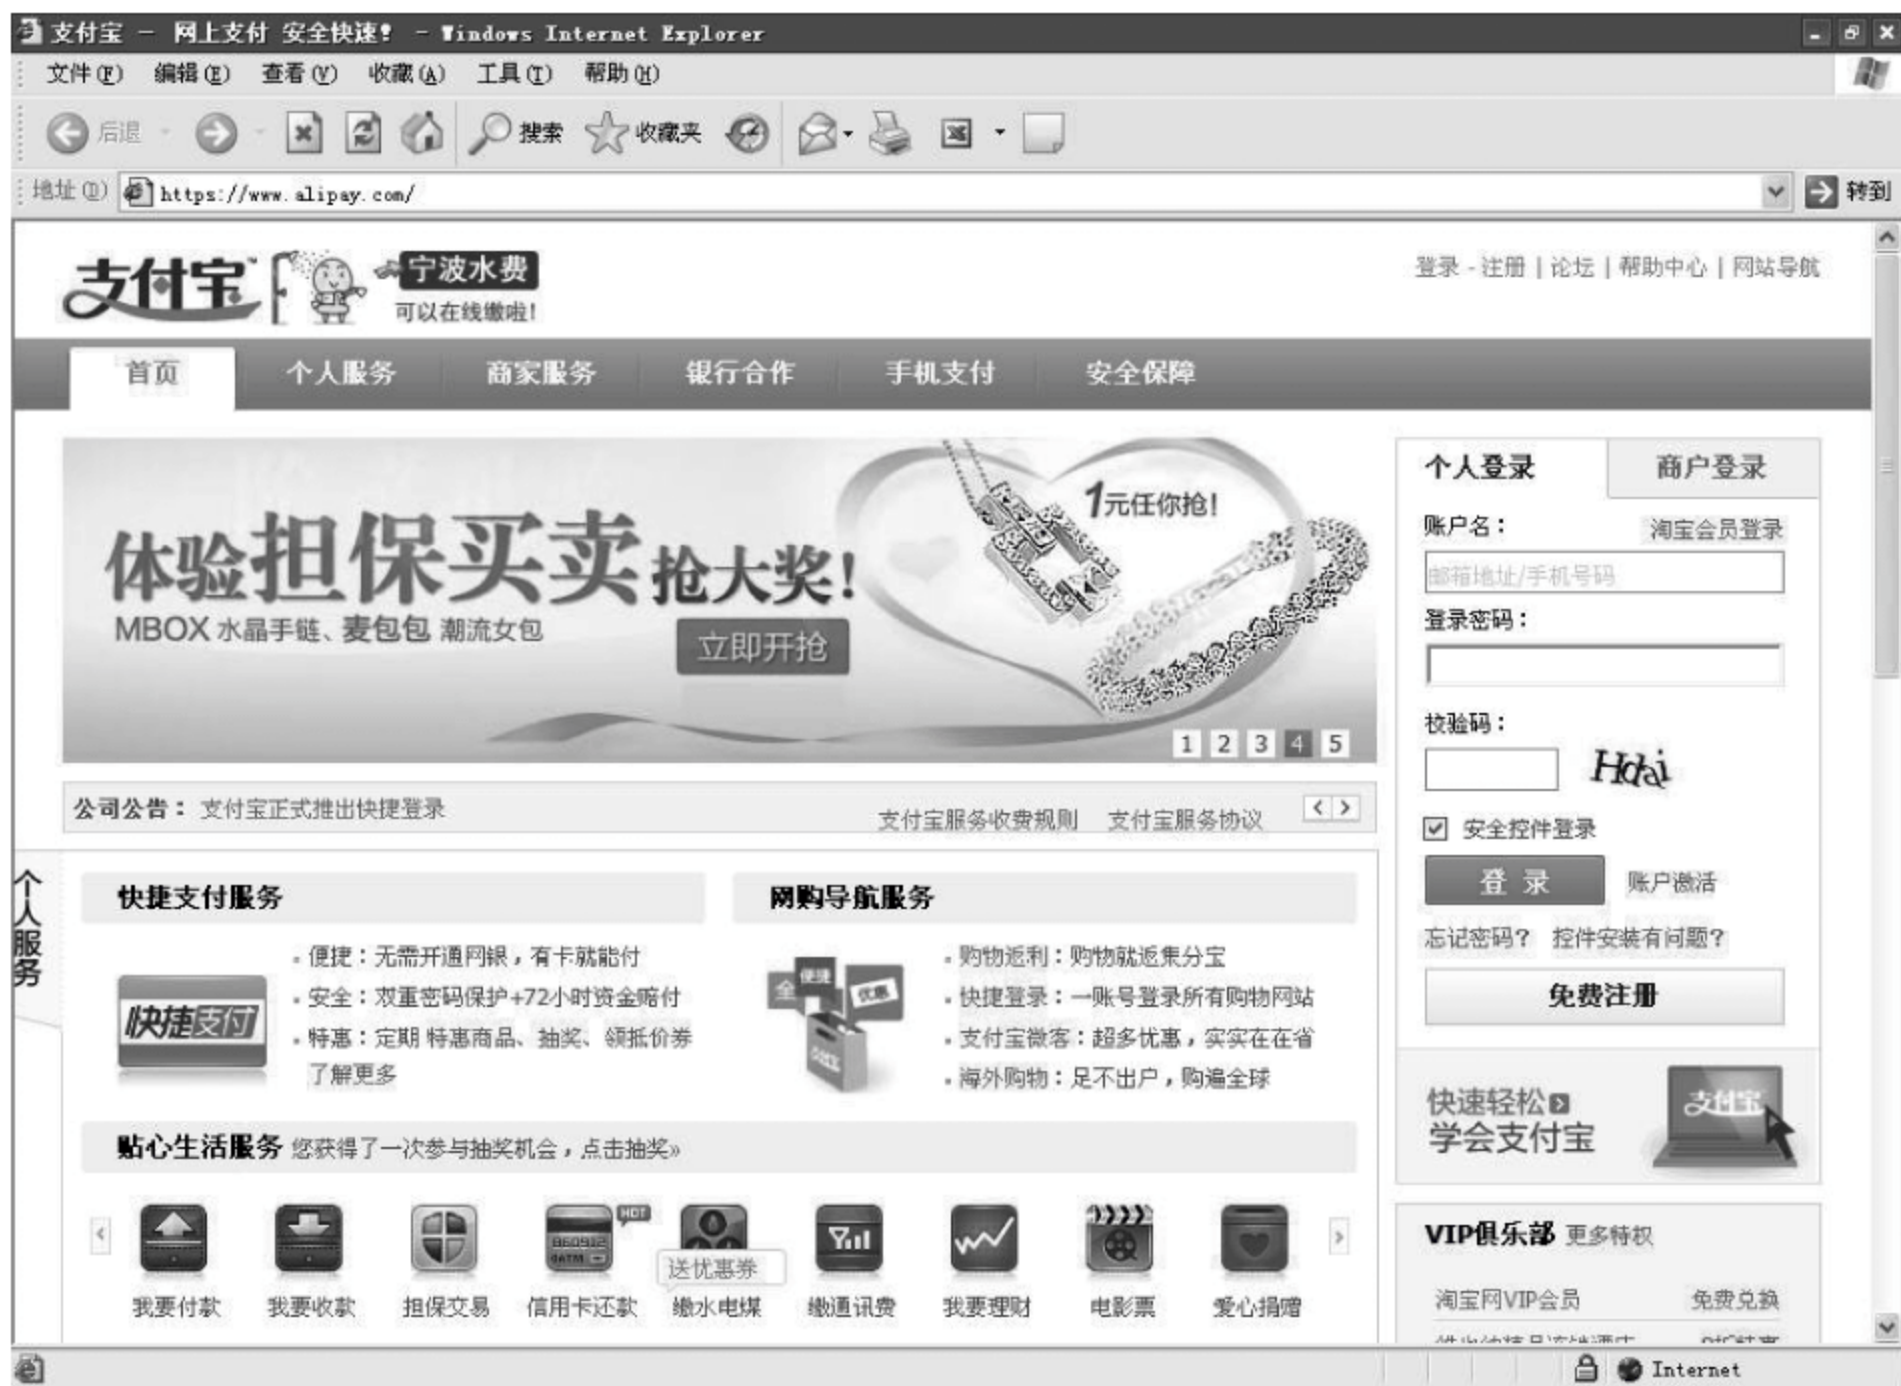 支付宝 － 网上支付 安全快速! - Windows Internet Explorer
文件(F) 编辑(E) 查看(V) 收藏(A) 工具(T) 帮助(H)
后退 搜索 收藏夹
地址(D) https://www.alipay.com/ 转到
支付宝 宁波水费
可以在线缴啦!
登录 - 注册 | 论坛 | 帮助中心 | 网站导航
首页 个人服务 商家服务 银行合作 手机支付 安全保障
1元任你抢!
体验担保买卖抢大奖!
MBOX 水晶手链、麦包包 潮流女包
立即开抢
1 2 3 4 5
公司公告： 支付宝正式推出快捷登录 支付宝服务收费规则 支付宝服务协议
个人登录 商户登录
账户名： 淘宝会员登录
邮箱地址/手机号码
登录密码：
校验码：
Hdai
安全控件登录
登 录 账户激活
忘记密码? 控件安装有问题?
免费注册
快速轻松
学会支付宝
支付宝
VIP俱乐部 更多特权
淘宝网VIP会员 免费兑换
个人服务
快捷支付服务
快捷支付
便捷：无需开通网银，有卡就能付
安全：双重密码保护+72小时资金赔付
特惠：定期 特惠商品、抽奖、领抵价券
了解更多
网购导航服务
全 便捷 优惠
购物返利：购物就返集分宝
快捷登录：一账号登录所有购物网站
支付宝微客：超多优惠，实实在在省
海外购物：足不出户，购遍全球
贴心生活服务 您获得了一次参与抽奖机会，点击抽奖»
HOT
送优惠券
我要付款 我要收款 担保交易 信用卡还款 缴水电煤 缴通讯费 我要理财 电影票 爱心捐赠
Internet